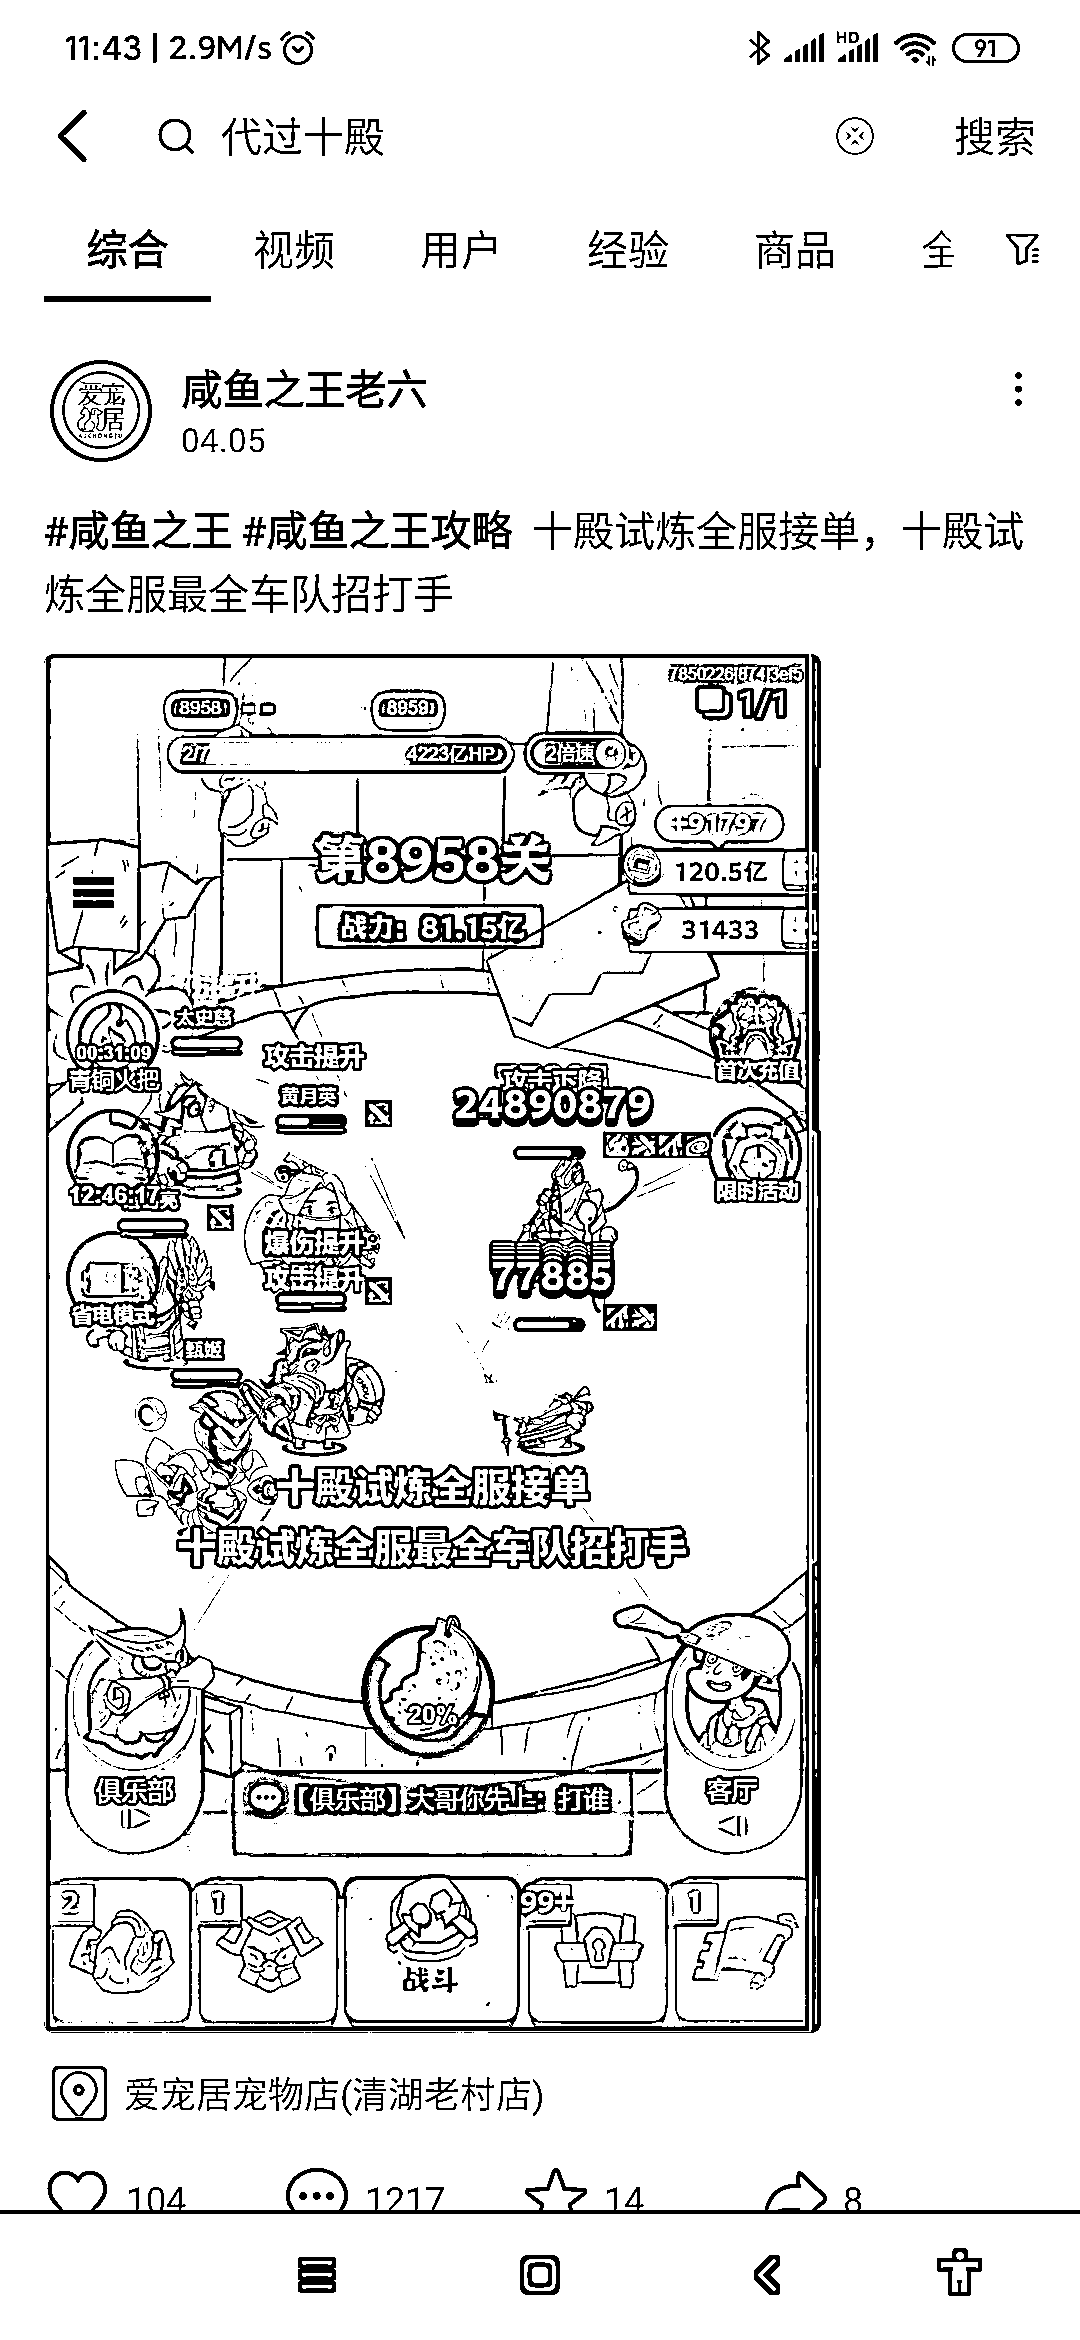 11:43 | 2.9M/s
HD
91
代过十殿
搜索
综合
视频
用户
经验
商品
全
爱宠居
咸鱼之王老六
04.05
#咸鱼之王 #咸鱼之王攻略 十殿试炼全服接单，十殿试
炼全服最全车队招打手
1/1
8958
8959
2/7
4223亿HP
2倍速
+91797
第8958关
120.5亿
战力：81.15亿
31433
太史慈
00:31:09
青铜火把
攻击提升
首次充值
黄月英
攻击下降
24890879
12:46:17
限时活动
爆伤提升
攻击提升
77885
省电模式
甄姬
十殿试炼全服接单
十殿试炼全服最全车队招打手
20%
俱乐部
【俱乐部】大哥你先上：打谁
客厅
2
1
99+
1
战斗
爱宠居宠物店(清湖老村店)
104
1217
14
8